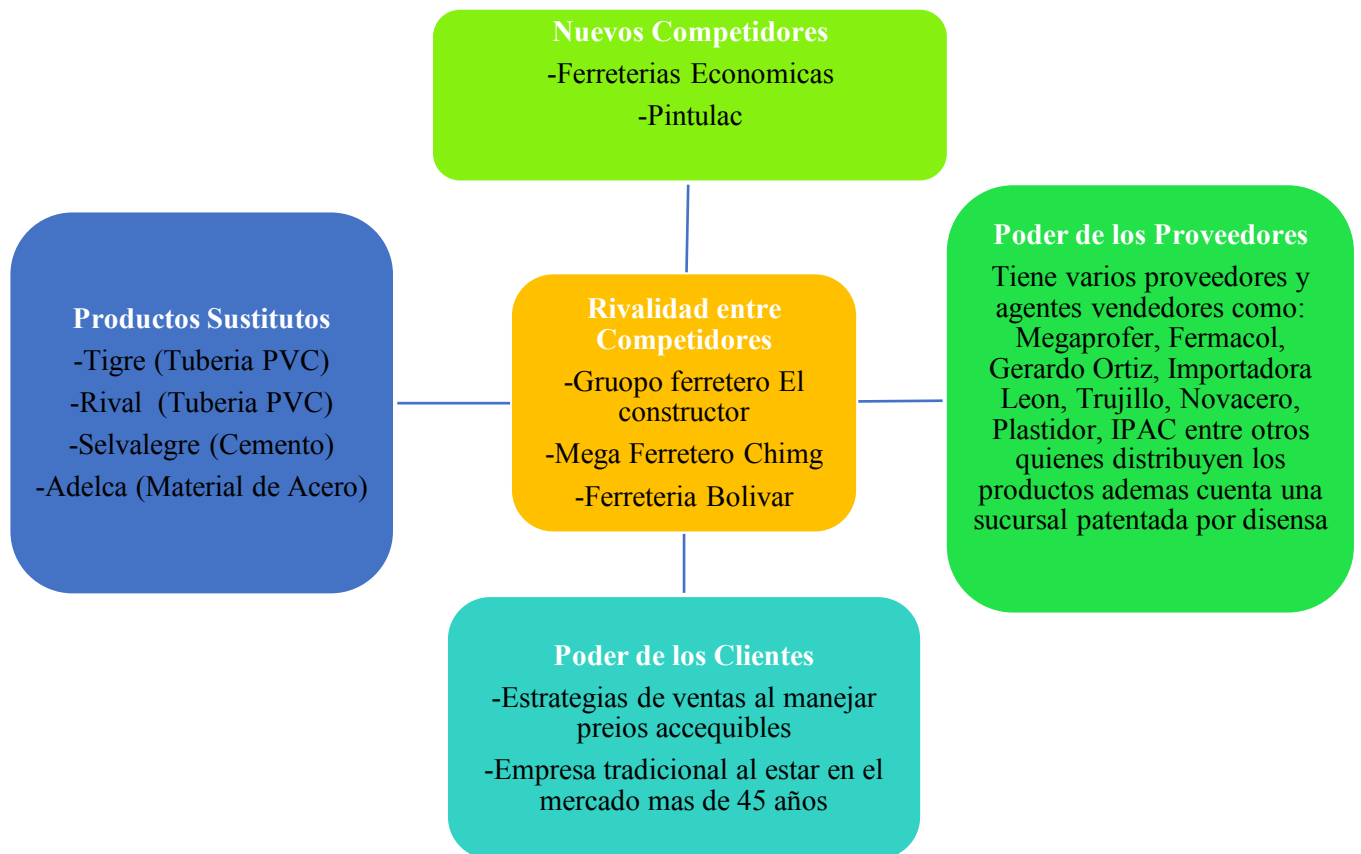 Nuevos Competidores
-Ferreterias Economicas
-Pintulac
Productos Sustitutos
-Tigre (Tuberia PVC)
-Rival (Tuberia PVC)
-Selvalegre (Cemento)
-Adelca (Material de Acero)
Rivalidad entre
Competidores
-Gruopo ferretero El
constructor
-Mega Ferretero Chimg
-Ferreteria Bolivar
Poder de los Proveedores
Tiene varios proveedores y
agentes vendedores como:
Megaprofer, Fermacol,
Gerardo Ortiz, Importadora
Leon, Trujillo, Novacero,
Plastidor, IPAC entre otros
quienes distribuyen los
productos ademas cuenta una
sucursal patentada por disensa
Poder de los Clientes
-Estrategias de ventas al manejar
preios accequibles
-Empresa tradicional al estar en el
mercado mas de 45 años